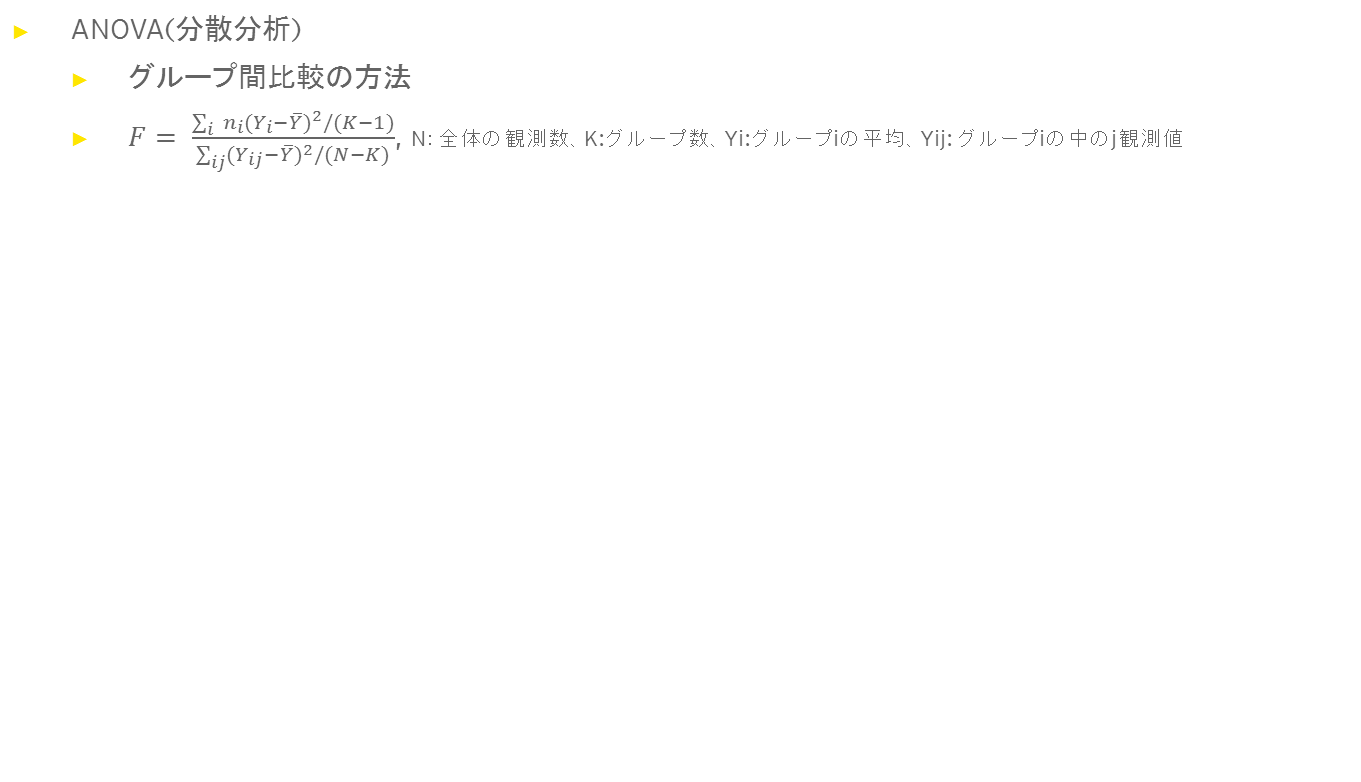 ► ANOVA(分散分析)
► グループ間比較の方法
► F = ∑i ni(Yi−Ȳ)²/(K−1) / ∑ij(Yij−Ȳ)²/(N−K), N: 全体の観測数、K:グループ数、Yi:グループiの平均、Yij: グループiの中のj観測値